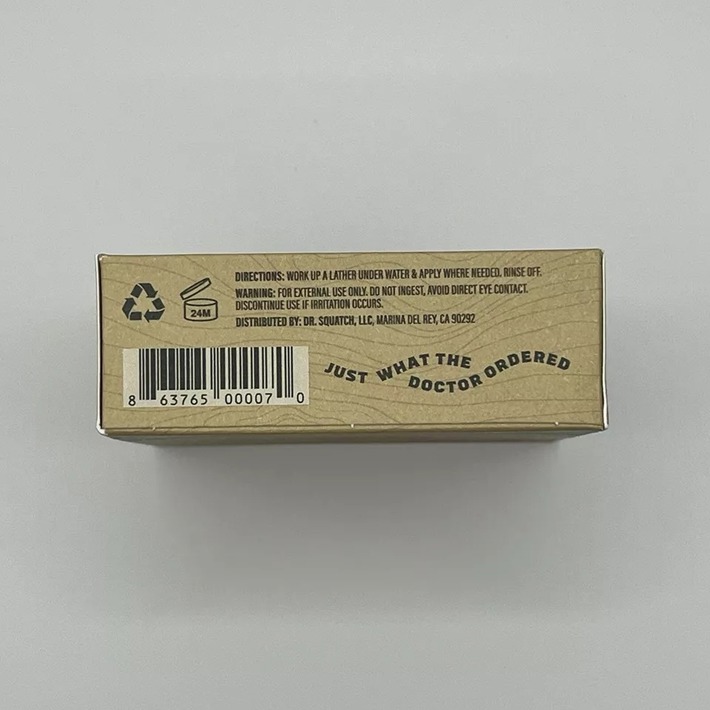 DIRECTIONS: WORK UP A LATHER UNDER WATER & APPLY WHERE NEEDED. RINSE OFF.
WARNING: FOR EXTERNAL USE ONLY. DO NOT INGEST, AVOID DIRECT EYE CONTACT.
DISCONTINUE USE IF IRRITATION OCCURS.
DISTRIBUTED BY: DR. SQUATCH, LLC, MARINA DEL REY, CA 90292
24M
8 63765 00007 0
JUST WHAT THE DOCTOR ORDERED